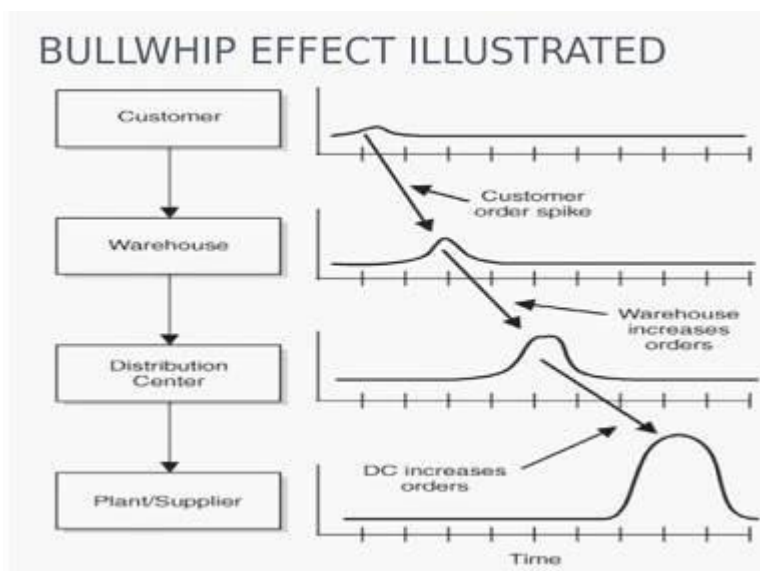 BULLWHIP EFFECT ILLUSTRATED
Customer
Customer
order spike
Warehouse
Warehouse
increases
orders
Distribution
Center
DC increases
orders
Plant/Supplier
Time